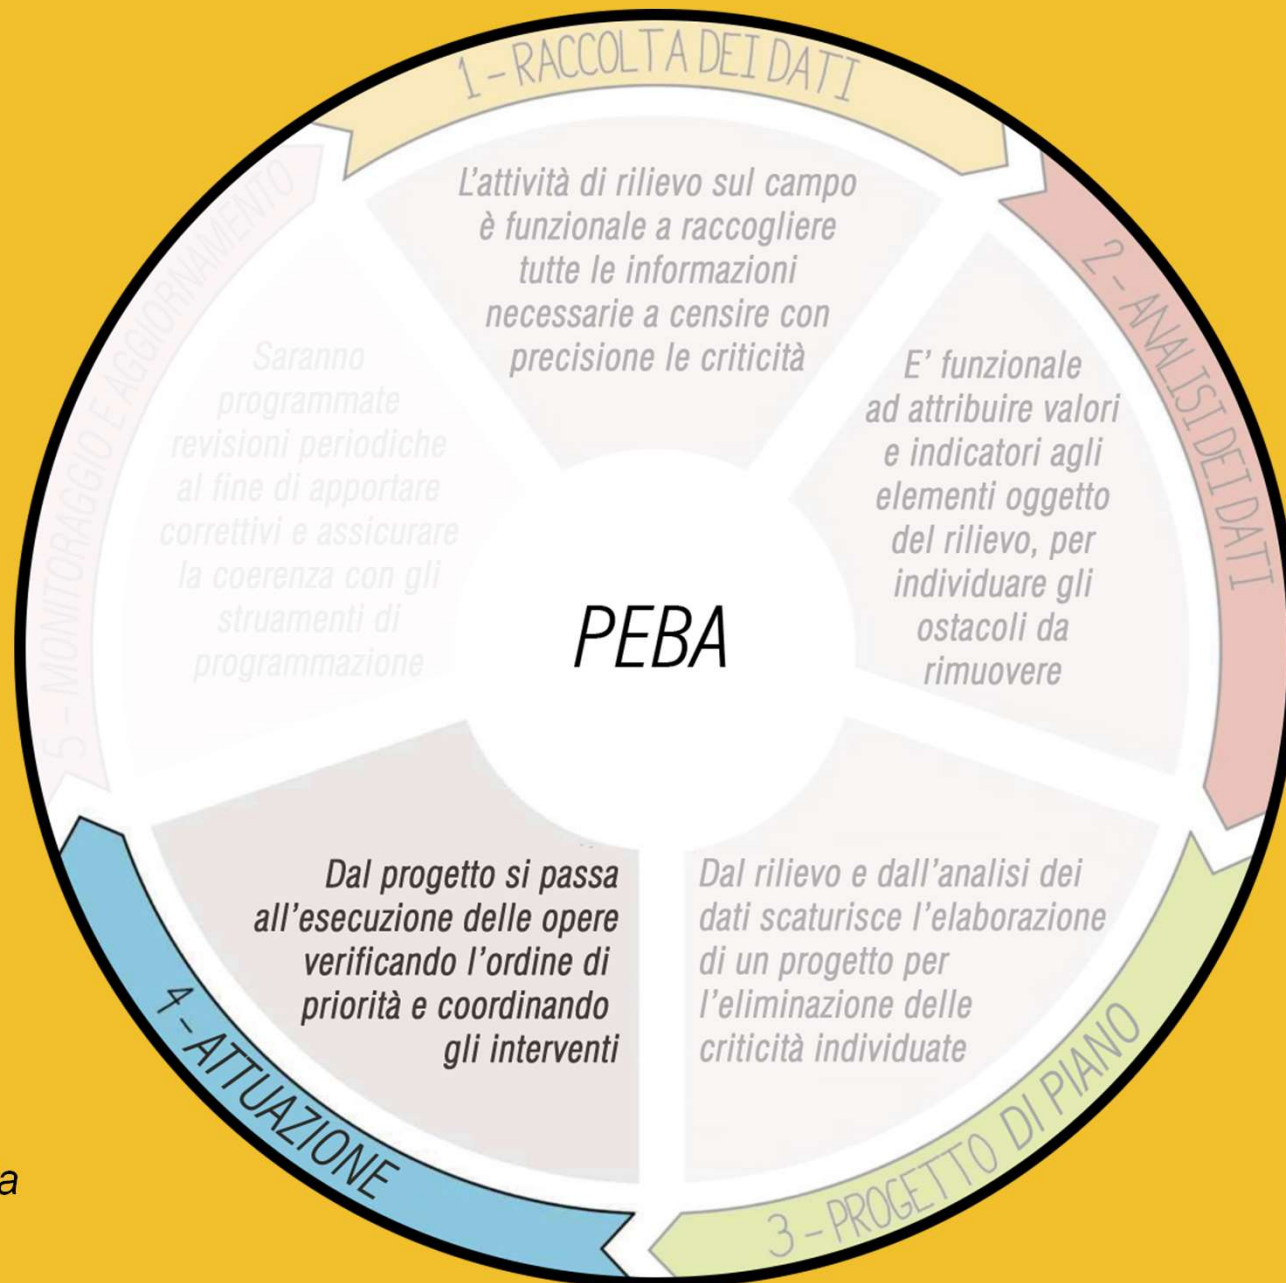 1 - RACCOLTA DEI DATI
L'attività di rilievo sul campo
è funzionale a raccogliere
tutte le informazioni
necessarie a censire con
precisione le criticità
2 - ANALISI DEI DATI
E' funzionale
ad attribuire valori
e indicatori agli
elementi oggetto
del rilievo, per
individuare gli
ostacoli da
rimuovere
3 - PROGETTO DI PIANO
Dal rilievo e dall'analisi dei
dati scaturisce l'elaborazione
di un progetto per
l'eliminazione delle
criticità individuate
4 - ATTUAZIONE
Dal progetto si passa
all'esecuzione delle opere
verificando l'ordine di
priorità e coordinando
gli interventi
5 - MONITORAGGIO E AGGIORNAMENTO
Saranno
programmate
revisioni periodiche
al fine di apportare
correttivi e assicurare
la coerenza con gli
struamenti di
programmazione
PEBA
a